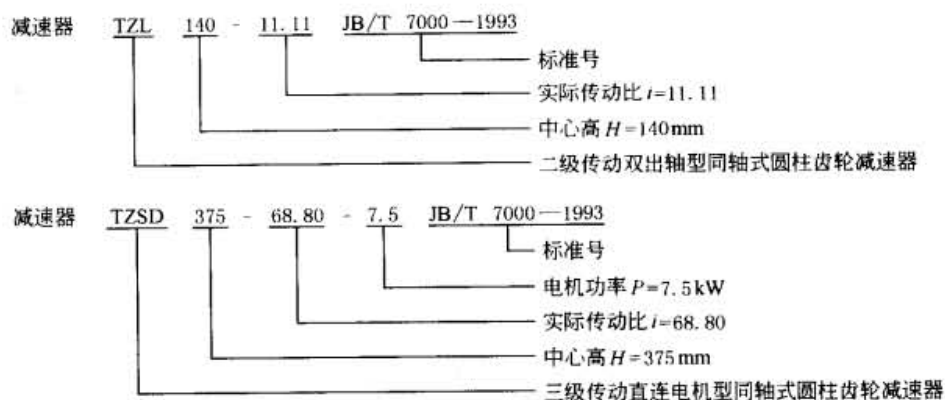 减速器 TZL 140 - 11.11 JB/T 7000—1993
标准号
实际传动比 i=11.11
中心高 H=140mm
二级传动双出轴型同轴式圆柱齿轮减速器
减速器 TZSD 375 - 68.80 - 7.5 JB/T 7000—1993
标准号
电机功率 P=7.5kW
实际传动比 i=68.80
中心高 H=375mm
三级传动直连电机型同轴式圆柱齿轮减速器